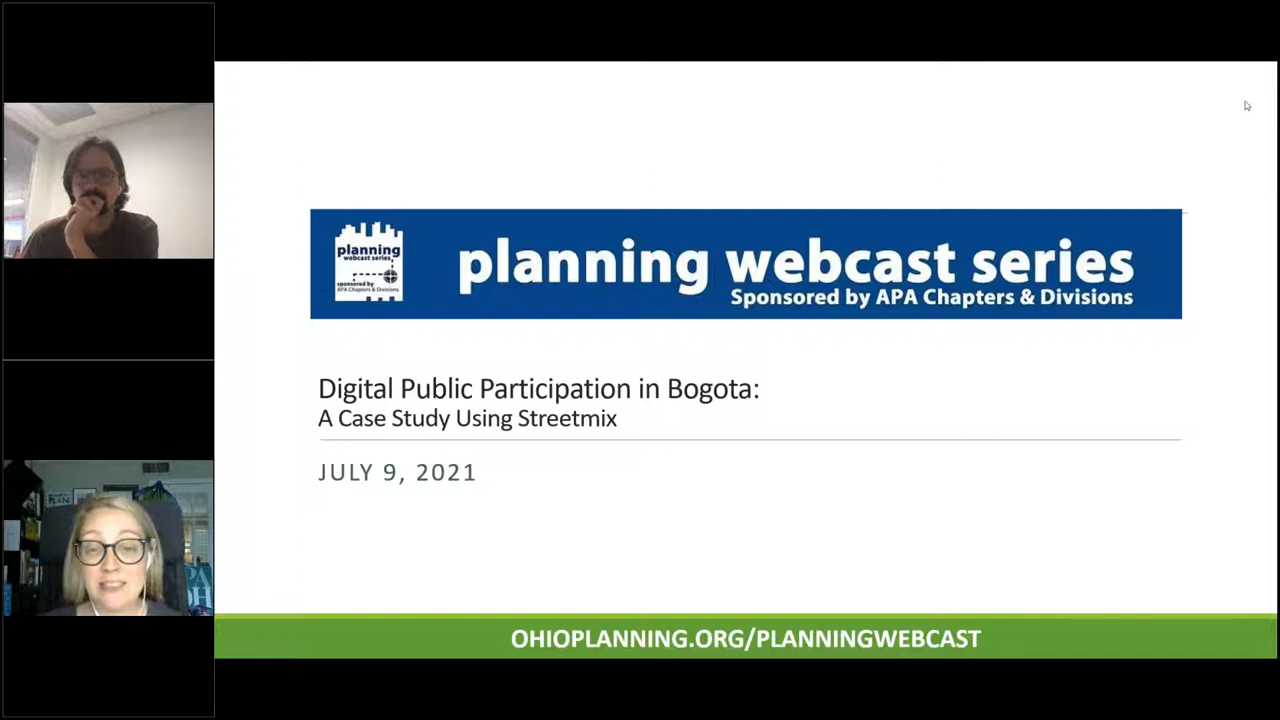 planning
webcast series
sponsored by
APA Chapters & Divisions
planning webcast series
Sponsored by APA Chapters & Divisions
Digital Public Participation in Bogota:
A Case Study Using Streetmix
JULY 9, 2021
PLAN
OHIOPLANNING.ORG/PLANNINGWEBCAST